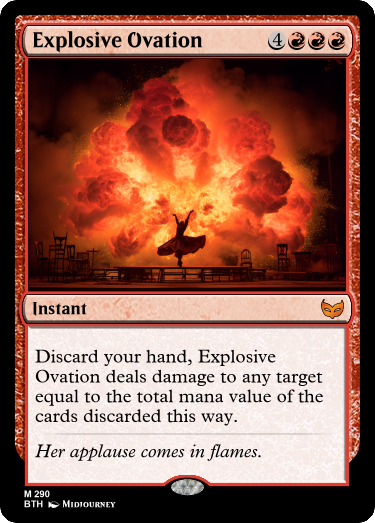 Explosive Ovation 4
Instant
Discard your hand, Explosive
Ovation deals damage to any target
equal to the total mana value of the
cards discarded this way.
Her applause comes in flames.
M 290
BTH Midjourney